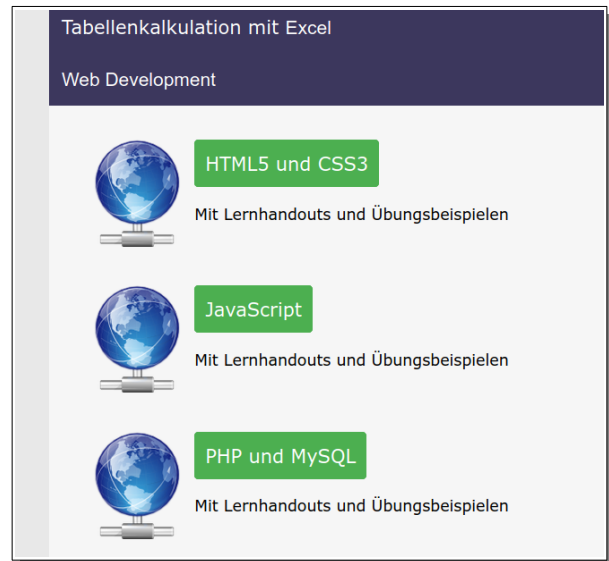 Tabellenkalkulation mit Excel
Web Development
HTML5 und CSS3
Mit Lernhandouts und Übungsbeispielen
JavaScript
Mit Lernhandouts und Übungsbeispielen
PHP und MySQL
Mit Lernhandouts und Übungsbeispielen